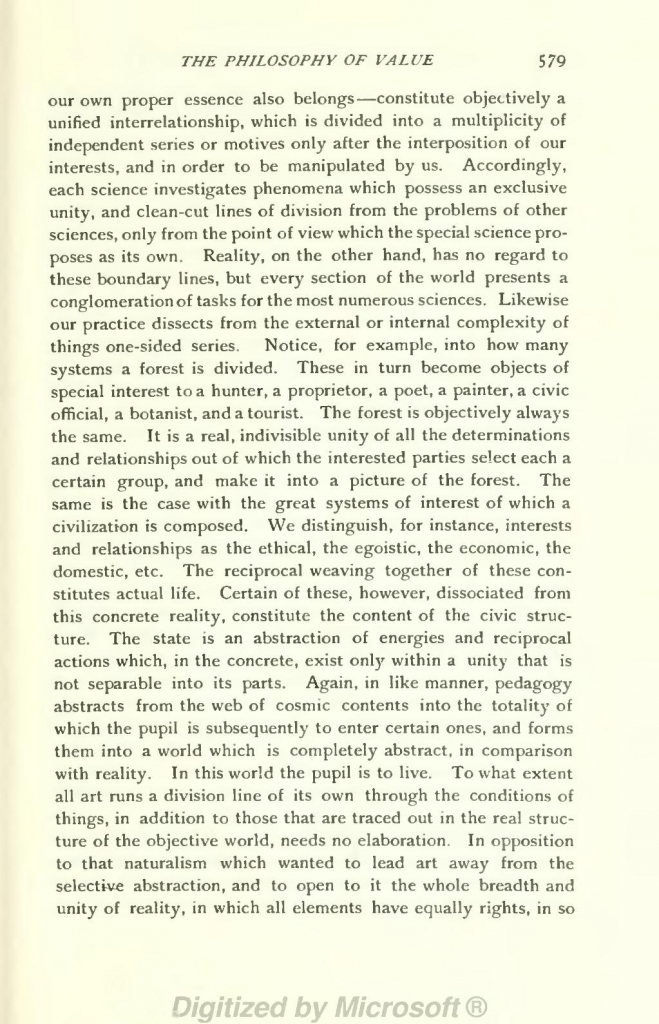 THE PHILOSOPHY OF VALUE 579
our own proper essence also belongs—constitute objectively a
unified interrelationship, which is divided into a multiplicity of
independent series or motives only after the interposition of our
interests, and in order to be manipulated by us. Accordingly,
each science investigates phenomena which possess an exclusive
unity, and clean-cut lines of division from the problems of other
sciences, only from the point of view which the special science pro-
poses as its own. Reality, on the other hand, has no regard to
these boundary lines, but every section of the world presents a
conglomeration of tasks for the most numerous sciences. Likewise
our practice dissects from the external or internal complexity of
things one-sided series. Notice, for example, into how many
systems a forest is divided. These in turn become objects of
special interest to a hunter, a proprietor, a poet, a painter, a civic
official, a botanist, and a tourist. The forest is objectively always
the same. It is a real, indivisible unity of all the determinations
and relationships out of which the interested parties select each a
certain group, and make it into a picture of the forest. The
same is the case with the great systems of interest of which a
civilization is composed. We distinguish, for instance, interests
and relationships as the ethical, the egoistic, the economic, the
domestic, etc. The reciprocal weaving together of these con-
stitutes actual life. Certain of these, however, dissociated from
this concrete reality, constitute the content of the civic struc-
ture. The state is an abstraction of energies and reciprocal
actions which, in the concrete, exist only within a unity that is
not separable into its parts. Again, in like manner, pedagogy
abstracts from the web of cosmic contents into the totality of
which the pupil is subsequently to enter certain ones, and forms
them into a world which is completely abstract, in comparison
with reality. In this world the pupil is to live. To what extent
all art runs a division line of its own through the conditions of
things, in addition to those that are traced out in the real struc-
ture of the objective world, needs no elaboration. In opposition
to that naturalism which wanted to lead art away from the
selective abstraction, and to open to it the whole breadth and
unity of reality, in which all elements have equally rights, in so
Digitized by Microsoft ®